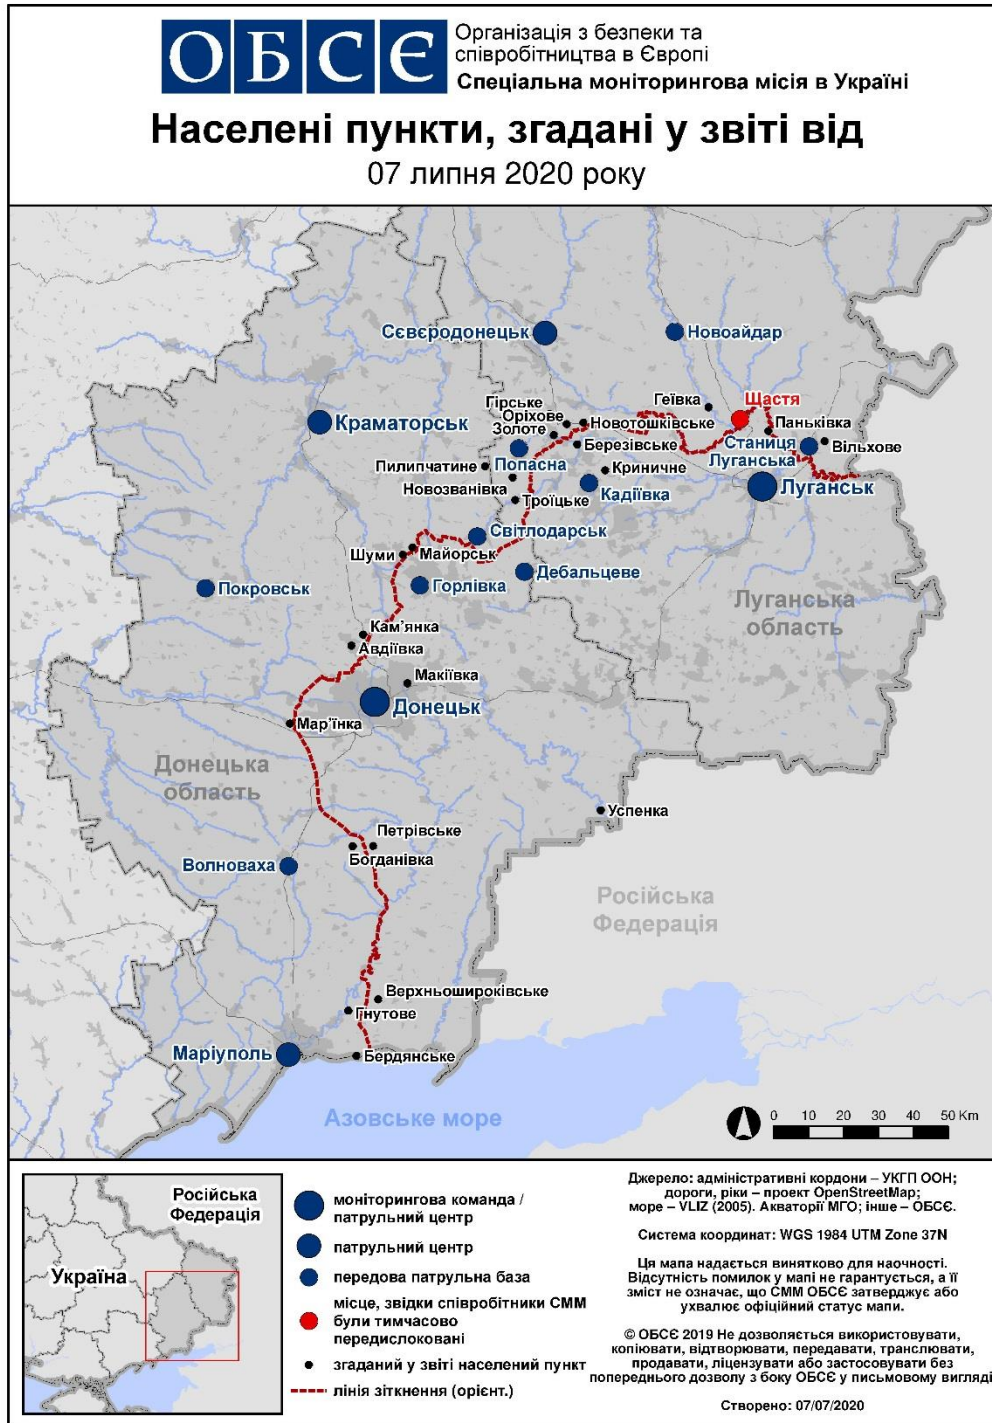 ОБСЄ
Організація з безпеки та
співробітництва в Європі
Спеціальна моніторингова місія в Україні
Населені пункти, згадані у звіті від
07 липня 2020 року
Сєвєродонецьк
Новоайдар
Гірське
Оріхове
Золоте
Геївка
Щастя
Краматорськ
Новотошківське
Паньківка
Березівське
Станиця
Луганська
Вільхове
Пилипчатине
Попасна
Криничне
Новозванівка
Кадіївка
Луганськ
Троїцьке
Світлодарськ
Шуми
Майорськ
Дебальцеве
Покровськ
Горлівка
Луганська
область
Кам'янка
Авдіївка
Макіївка
Донецьк
Мар'їнка
Донецька
область
Успенка
Петрівське
Богданівка
Волноваха
Російська
Федерація
Верхньошироківське
Гнутове
Маріуполь
Бердянське
Азовське море
0 10 20 30 40 50 Км
Російська
Федерація
Україна
моніторингова команда /
патрульний центр
патрульний центр
передова патрульна база
місце, звідки співробітники СММ
були тимчасово
передислоковані
згаданий у звіті населений пункт
лінія зіткнення (орієнт.)
Джерело: адміністративні кордони – УКГП ООН;
дороги, ріки – проект OpenStreetMap;
море – VLIZ (2005). Акваторії МГО; інше – ОБСЄ.
Система координат: WGS 1984 UTM Zone 37N
Ця мапа надається винятково для наочності.
Відсутність помилок у мапі не гарантується, а її
зміст не означає, що СММ ОБСЄ затверджує або
ухвалює офіційний статус мапи.
© ОБСЄ 2019 Не дозволяється використовувати,
копіювати, відтворювати, передавати, транслювати,
продавати, ліцензувати або застосовувати без
попереднього дозволу з боку ОБСЄ у письмовому вигляді
Створено: 07/07/2020